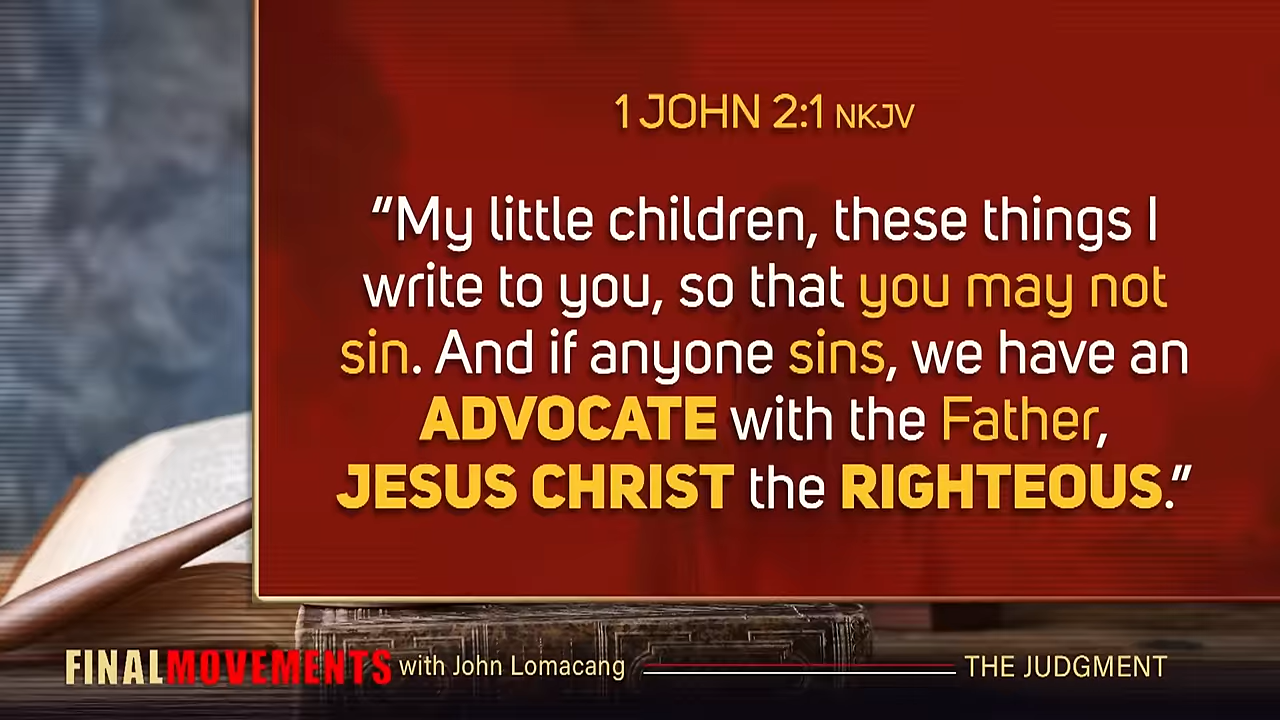 1 JOHN 2:1 NKJV
“My little children, these things I
write to you, so that you may not
sin. And if anyone sins, we have an
ADVOCATE with the Father,
JESUS CHRIST the RIGHTEOUS.”
FINALMOVEMENTS with John Lomacang THE JUDGMENT